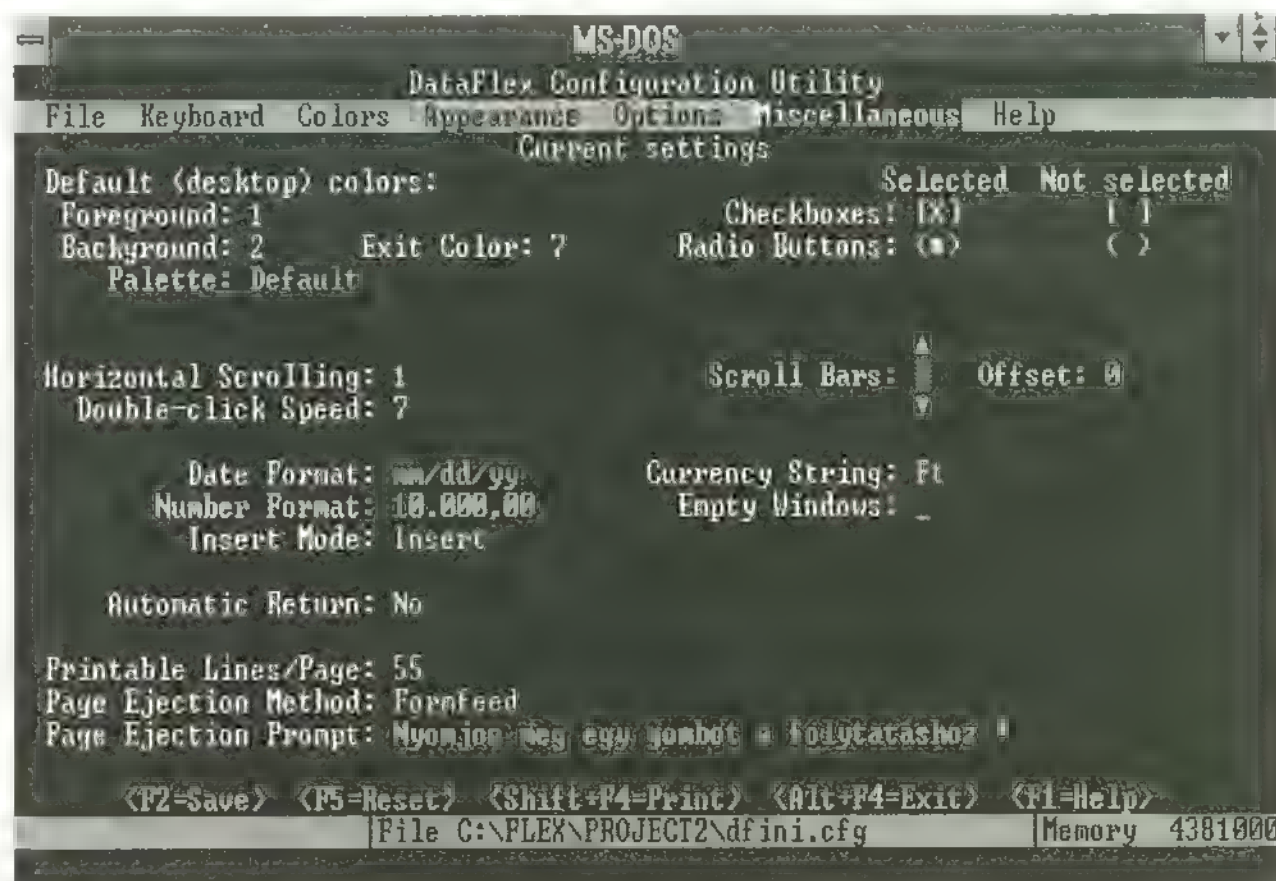 MS-DOS
DataFlex Configuration Utility
File Keyboard Colors Appearance Options Miscellaneous Help
Current settings
Default (desktop) colors: Selected Not selected
Foreground: 1 Checkboxes: [X] [ ]
Background: 2 Exit Color: 7 Radio Buttons: (■) ( )
Palette: Default
Horizontal Scrolling: 1 Scroll Bars: Offset: 0
Double-click Speed: 7
Date Format: mm/dd/yy Currency String: Ft
Number Format: 10.000,00 Empty Windows: _
Insert Mode: Insert
Automatic Return: No
Printable Lines/Page: 55
Page Ejection Method: Formfeed
Page Ejection Prompt: Nyomjon meg egy gombot a folytatashoz !
<F2=Save> <F5=Reset> <Shift+F4=Print> <Alt+F4=Exit> <F1=Help>
File C:\FLEX\PROJECT2\dfini.cfg Memory 4381000